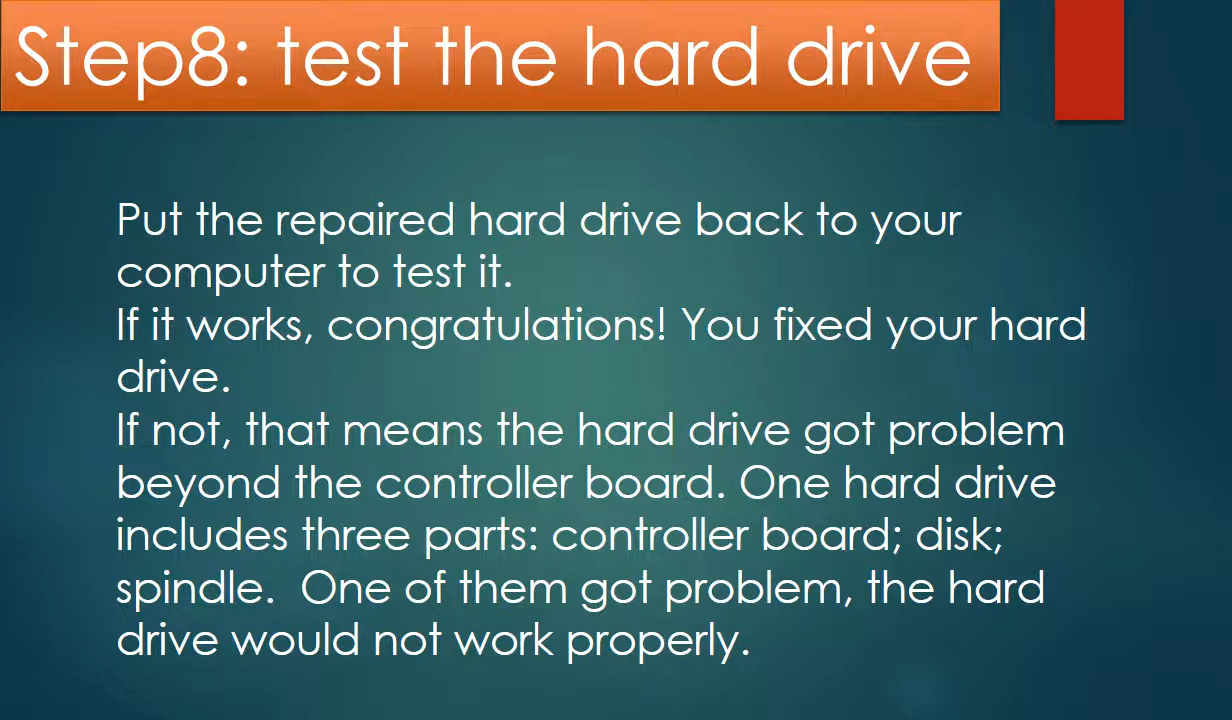 Step8: test the hard drive
Put the repaired hard drive back to your
computer to test it.
If it works, congratulations! You fixed your hard
drive.
If not, that means the hard drive got problem
beyond the controller board. One hard drive
includes three parts: controller board; disk;
spindle.  One of them got problem, the hard
drive would not work properly.